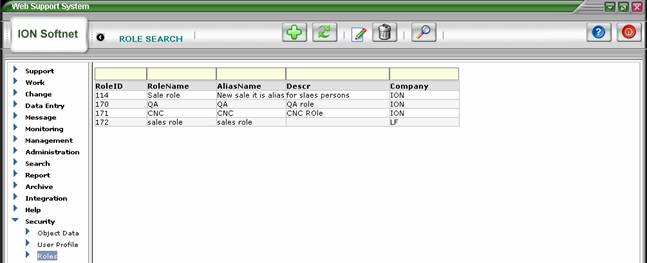 Web Support System
ION Softnet
ROLE SEARCH
Support
Work
Change
Data Entry
Message
Monitoring
Management
Administration
Search
Report
Archive
Integration
Help
Security
Object Data
User Profile
Roles
RoleID RoleName AliasName Descr Company
114 Sale role New sale it is alias for slaes persons ION
170 QA QA QA role ION
171 CNC CNC CNC ROle ION
172 sales role sales role LF